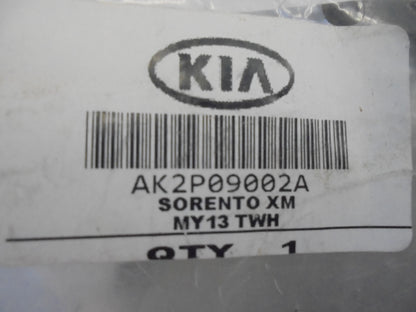 KIA
AK2P09002A
SORENTO XM
MY13 TWH
QTY 1